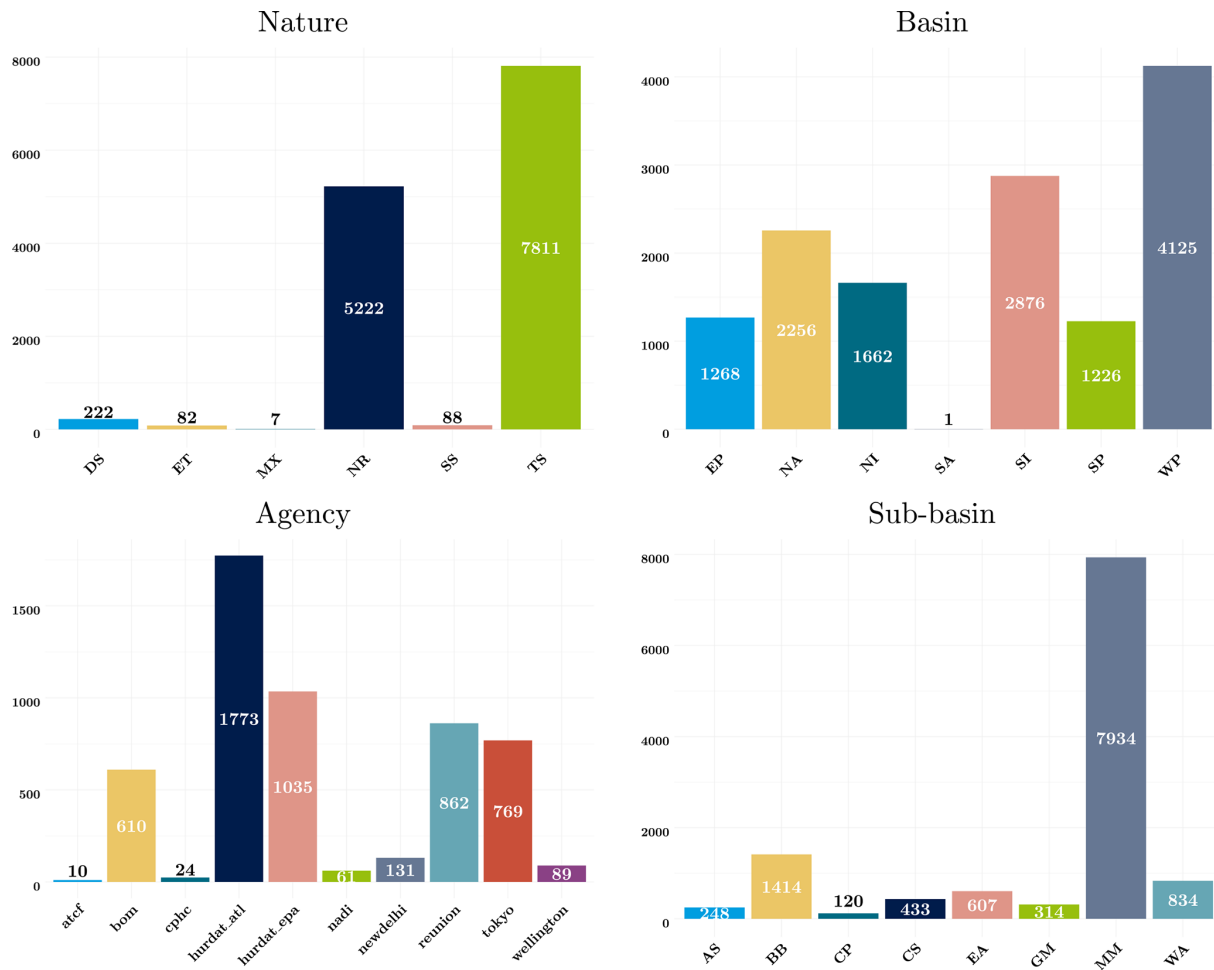 Nature
8000
6000
4000
2000
0
222
82
7
5222
88
7811
DS
ET
MX
NR
SS
TS
Basin
4000
3000
2000
1000
0
1268
2256
1662
1
2876
1226
4125
EP
NA
NI
SA
SI
SP
WP
Agency
1500
1000
500
0
10
610
24
1773
1035
61
131
862
769
89
atcf
bom
cphc
hurdat_atl
hurdat_epa
nadi
newdelhi
reunion
tokyo
wellington
Sub-basin
8000
6000
4000
2000
0
248
1414
120
433
607
314
7934
834
AS
BB
CP
CS
EA
GM
MM
WA